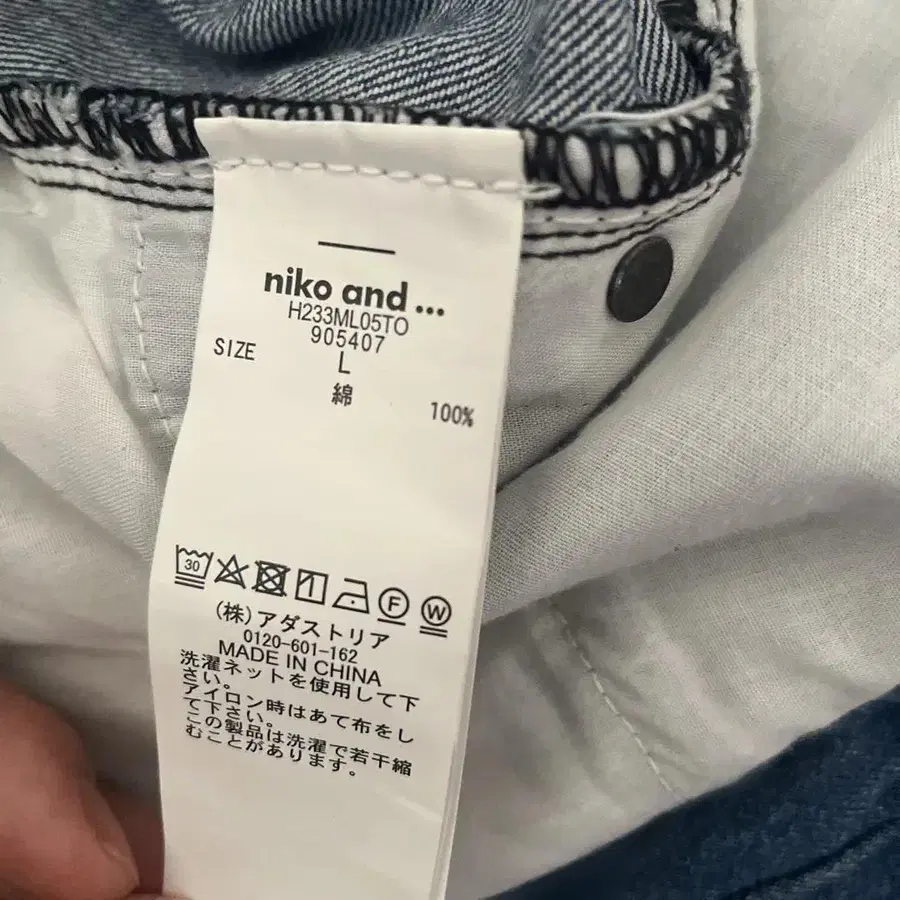 niko and ...
H233ML05TO
905407
SIZE L
綿 100%
30
F W
(株)アダストリア
0120-601-162
MADE IN CHINA
洗濯ネットを使用して下
さい。
アイロン時はあて布をし
て下さい。
この製品は洗濯で若干縮
むことがあります。